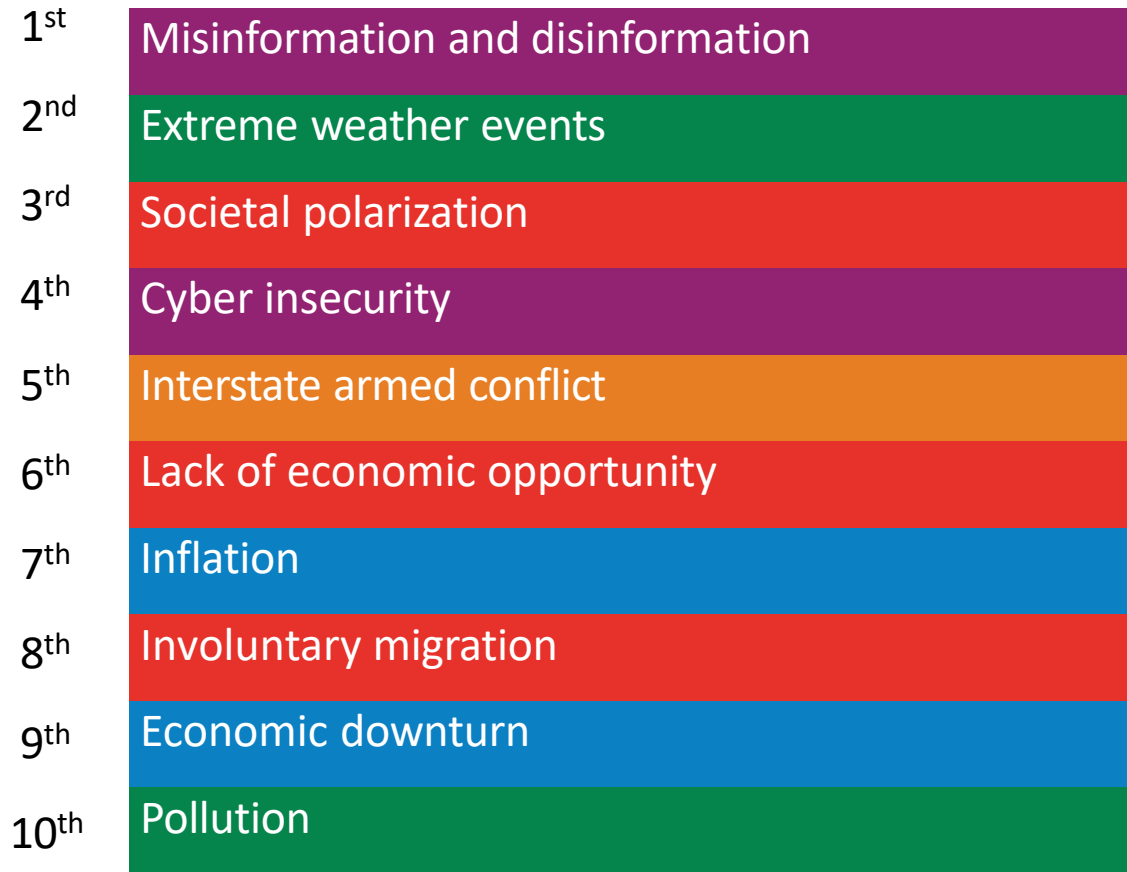 1st Misinformation and disinformation
2nd Extreme weather events
3rd Societal polarization
4th Cyber insecurity
5th Interstate armed conflict
6th Lack of economic opportunity
7th Inflation
8th Involuntary migration
9th Economic downturn
10th Pollution